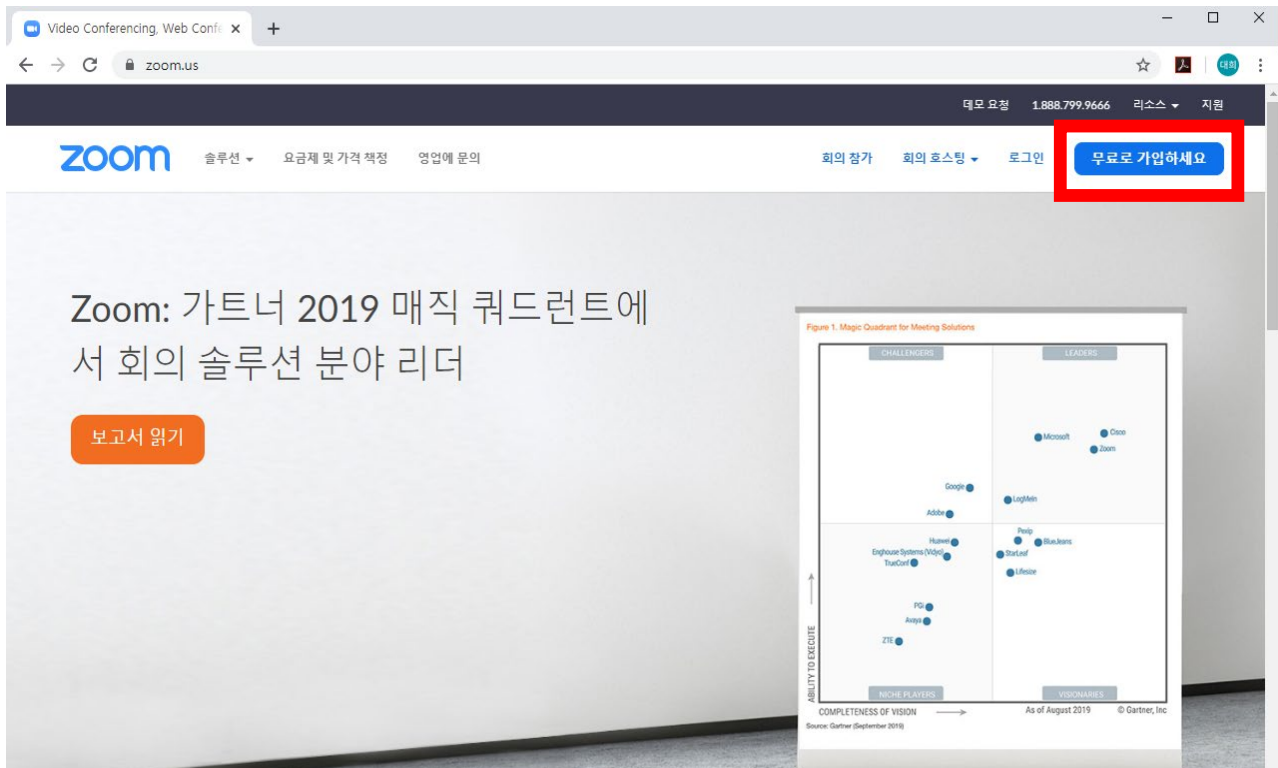 Video Conferencing, Web Confe
zoom.us
대희
데모 요청 1.888.799.9666 리소스 지원
zoom 솔루션 요금제 및 가격 책정 영업에 문의 회의 참가 회의 호스팅 로그인 무료로 가입하세요
Zoom: 가트너 2019 매직 쿼드런트에
서 회의 솔루션 분야 리더
보고서 읽기
Figure 1. Magic Quadrant for Meeting Solutions
CHALLENGERS LEADERS
Microsoft Cisco
Zoom
Google
LogMeIn
Adobe
Pexip
Huawei BlueJeans
Enghouse Systems (Vidyo) StarLeaf
TrueConf
Lifesize
PGi
Avaya
ZTE
ABILITY TO EXECUTE
NICHE PLAYERS VISIONARIES
COMPLETENESS OF VISION As of August 2019 © Gartner, Inc
Source: Gartner (September 2019)